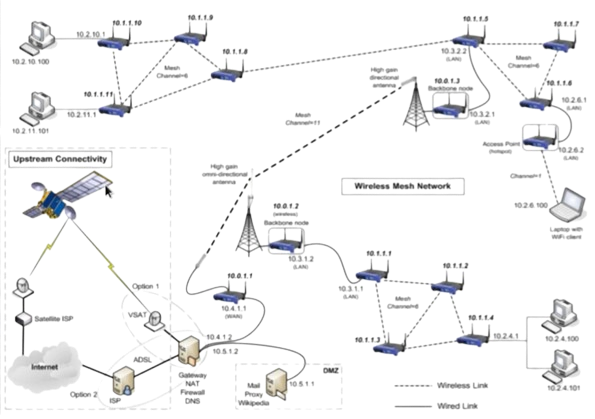 10.1.1.10
10.1.1.9
10.1.1.5
10.1.1.7
10.2.10.1
10.1.1.8
10.3.2.2
(LAN)
10.2.10.100
Mesh
Channel=6
High gain
directional
antenna
Mesh
Channel=6
10.1.1.11
10.0.1.3
Backbone node
10.1.1.6
10.2.6.1
(LAN)
10.2.11.1
Mesh
Channel=11
10.3.2.1
10.2.11.101
Access Point
(hotspot)
10.2.6.2
(LAN)
Upstream Connectivity
High gain
omni-directional
antenna
Channel=1
Wireless Mesh Network
10.2.6.100
Laptop with
WiFi client
10.0.1.2
(wireless)
Backbone node
10.3.1.2
(LAN)
10.0.1.1
10.1.1.1
10.1.1.2
Option 1
10.4.1.1
(WAN)
10.3.1.1
(LAN)
Mesh
Channel=6
VSAT
Satellite ISP
10.1.1.4
10.4.1.2
10.5.1.2
10.1.1.3
10.2.4.1
10.2.4.100
Internet
ADSL
Gateway
NAT
Firewall
DNS
DMZ
10.5.1.1
Mail
Proxy
Wikipedia
Option 2
ISP
Wireless Link
Wired Link
10.2.4.101